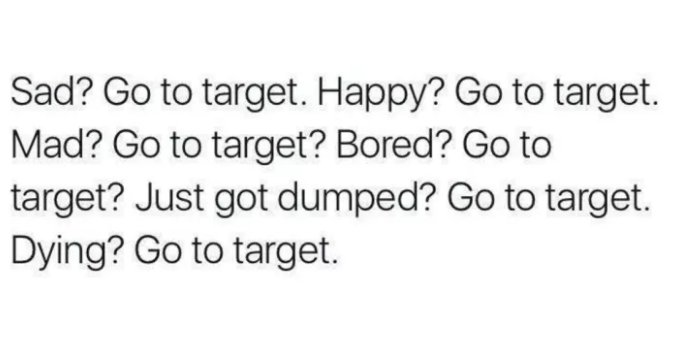 Sad? Go to target. Happy? Go to target.
Mad? Go to target? Bored? Go to
target? Just got dumped? Go to target.
Dying? Go to target.